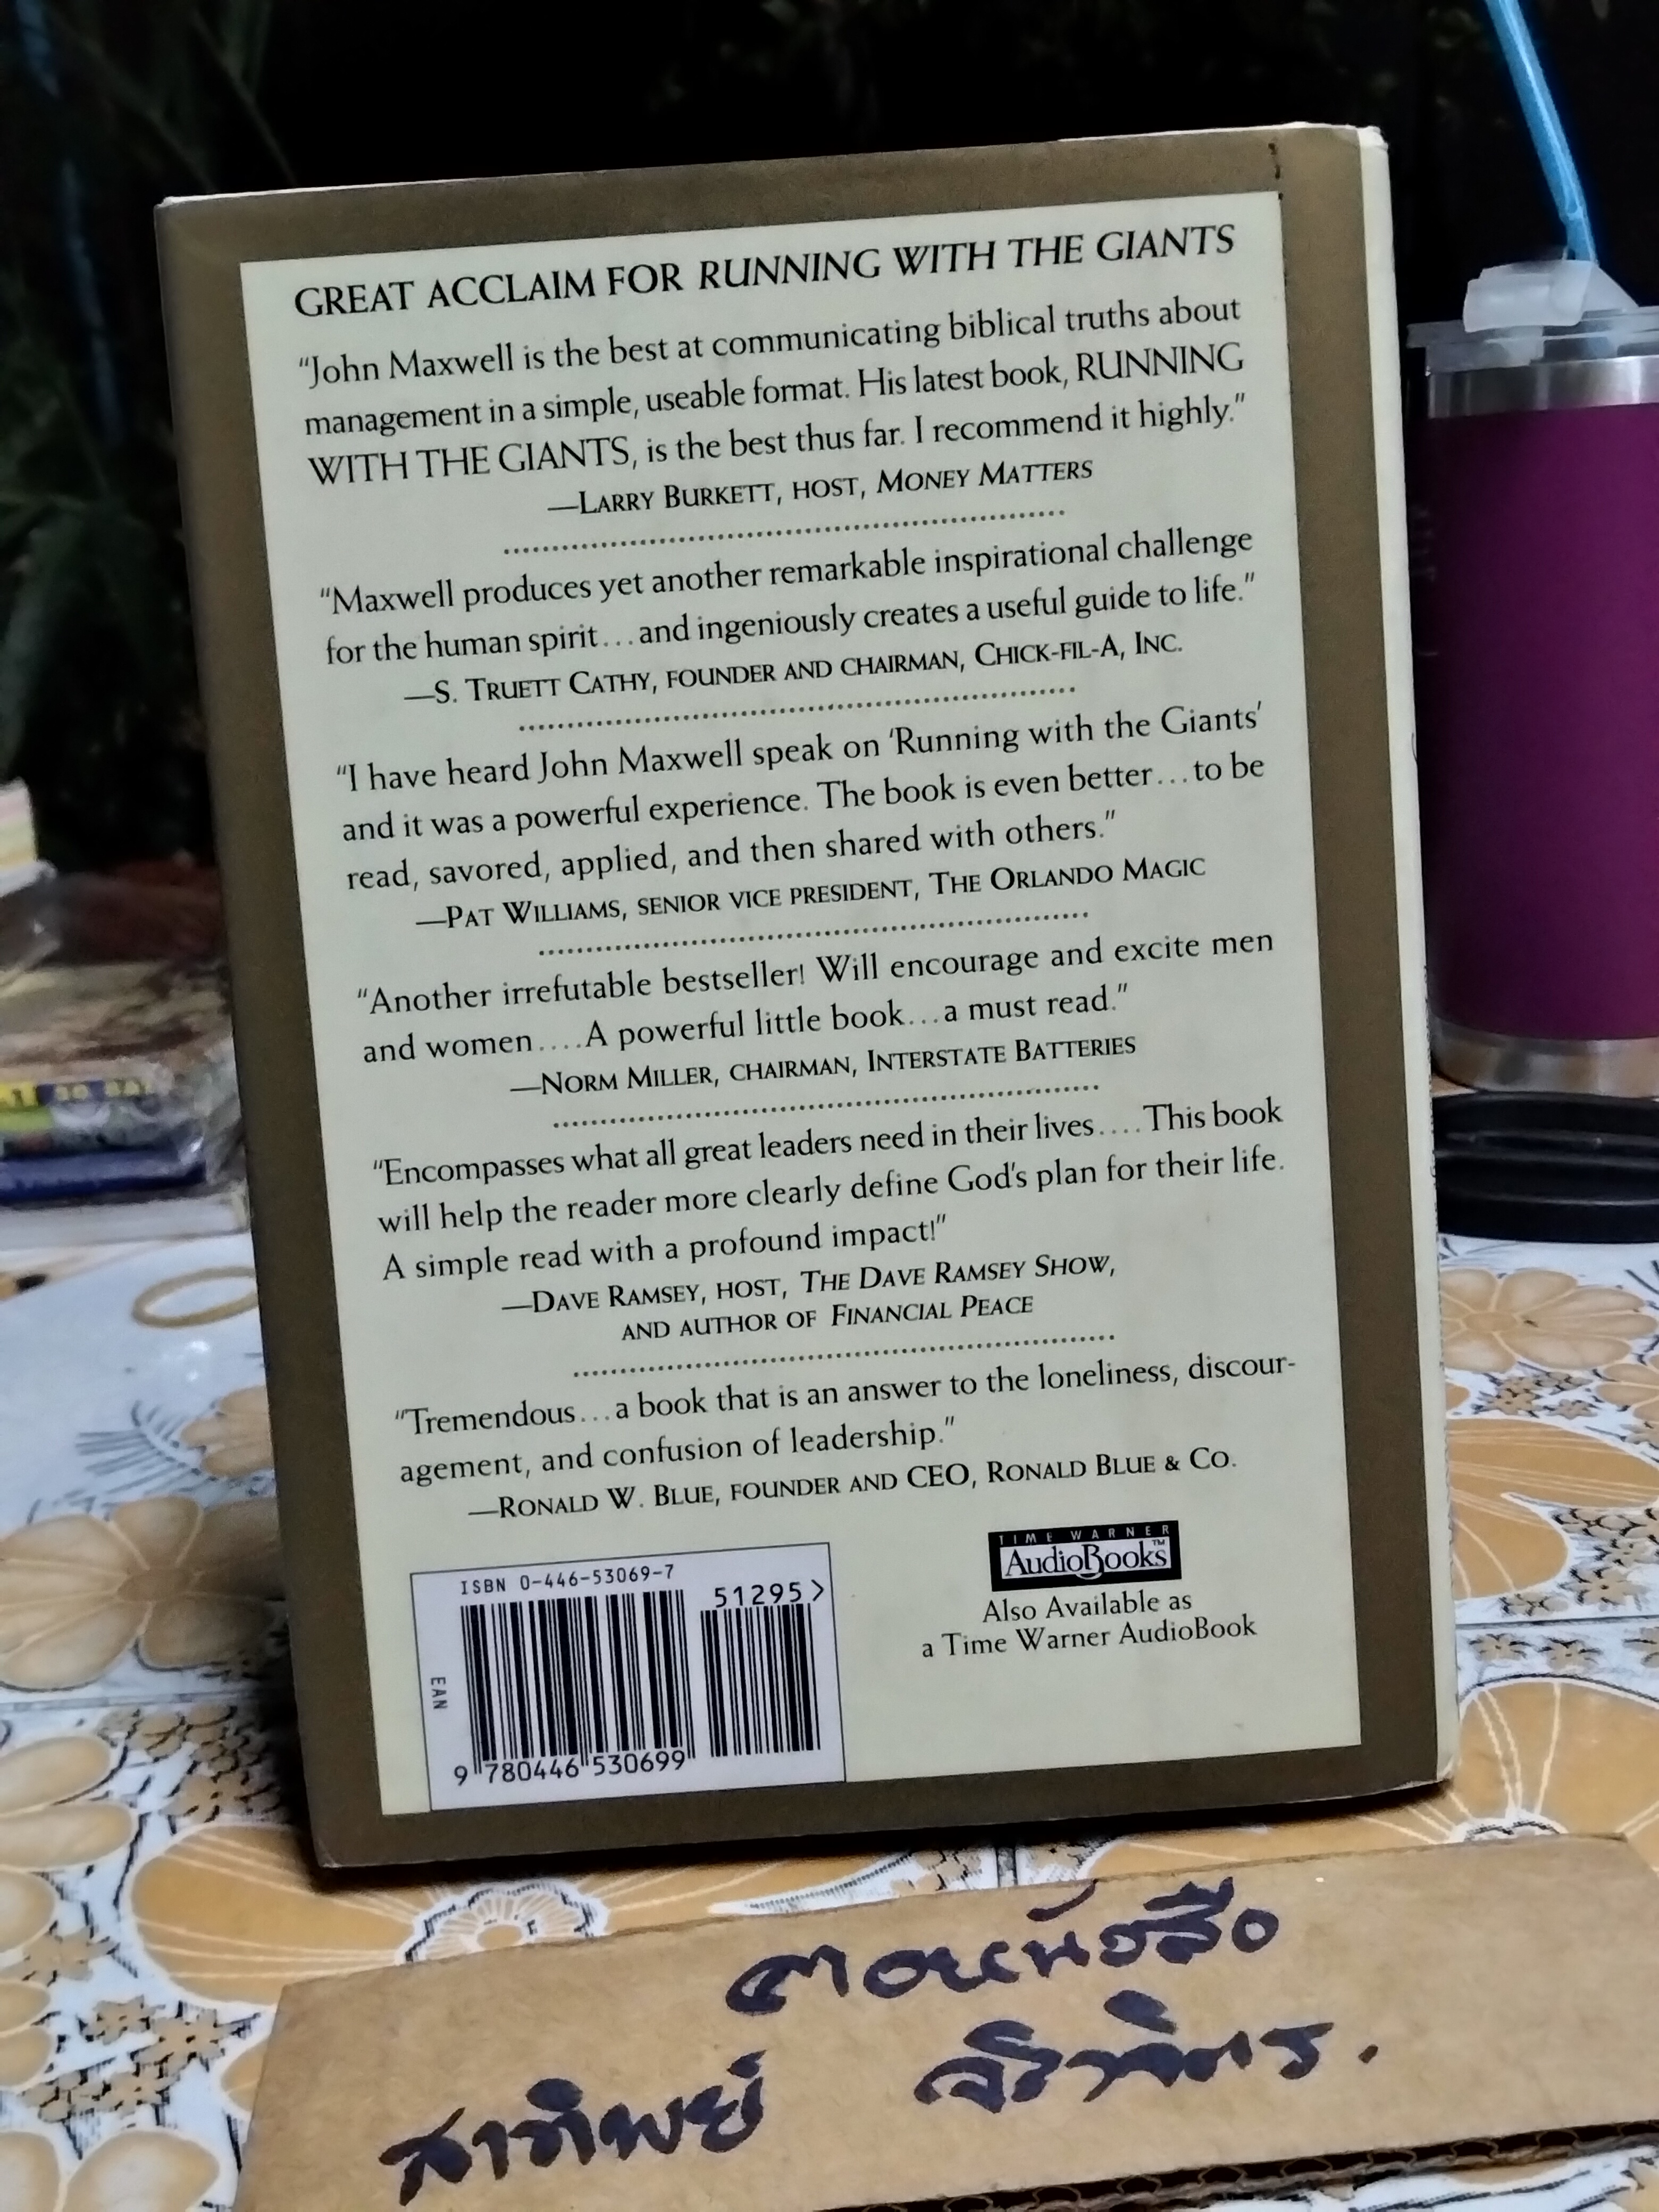 GREAT ACCLAIM FOR RUNNING WITH THE GIANTS
“John Maxwell is the best at communicating biblical truths about
management in a simple, useable format. His latest book, RUNNING
WITH THE GIANTS, is the best thus far. I recommend it highly.”
—LARRY BURKETT, HOST, MONEY MATTERS
“Maxwell produces yet another remarkable inspirational challenge
for the human spirit...and ingeniously creates a useful guide to life.”
—S. TRUETT CATHY, FOUNDER AND CHAIRMAN, CHICK-FIL-A, INC.
“I have heard John Maxwell speak on ‘Running with the Giants’
and it was a powerful experience. The book is even better...to be
read, savored, applied, and then shared with others.”
—PAT WILLIAMS, SENIOR VICE PRESIDENT, THE ORLANDO MAGIC
“Another irrefutable bestseller! Will encourage and excite men
and women....A powerful little book...a must read.”
—NORM MILLER, CHAIRMAN, INTERSTATE BATTERIES
“Encompasses what all great leaders need in their lives....This book
will help the reader more clearly define God's plan for their life.
A simple read with a profound impact!”
—DAVE RAMSEY, HOST, THE DAVE RAMSEY SHOW,
AND AUTHOR OF FINANCIAL PEACE
“Tremendous...a book that is an answer to the loneliness, discour-
agement, and confusion of leadership.”
—RONALD W. BLUE, FOUNDER AND CEO, RONALD BLUE & CO.
ISBN 0-446-53069-7
51295>
EAN
9 780446 530699
TIME WARNER
AudioBooks™
Also Available as
a Time Warner AudioBook
สาทิพย์